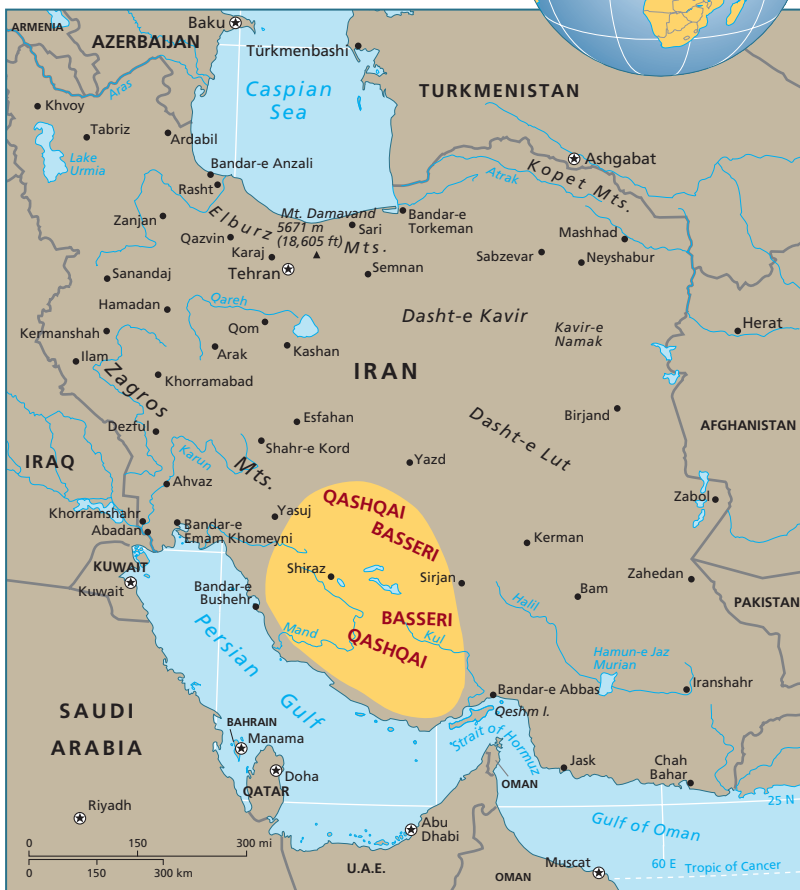 ARMENIA
Baku
AZERBAIJAN
Türkmenbashi
Caspian
Sea
TURKMENISTAN
Aras
Khvoy
Tabriz
Ardabil
Lake
Urmia
Bandar-e Anzali
Rasht
Ashgabat
Kopet Mts.
Atrak
Zanjan
Elburz
Mts.
Mt. Damavand
5671 m
(18,605 ft)
Sari
Bandar-e
Torkeman
Qazvin
Karaj
Tehran
Semnan
Mashhad
Sabzevar
Neyshabur
Sanandaj
Hamadan
Qareh
Qom
Dasht-e Kavir
Kavir-e
Namak
Herat
Kermanshah
Ilam
Arak
Kashan
IRAN
Khorramabad
Zagros
Mts.
Esfahan
Birjand
Dezful
Shahr-e Kord
Dasht-e Lut
AFGHANISTAN
IRAQ
Karun
Yazd
Ahvaz
Zabol
QASHQAI
BASSERI
Khorramshahr
Abadan
Bandar-e
Emam Khomeyni
Yasuj
Kerman
KUWAIT
Kuwait
Shiraz
Sirjan
Zahedan
Bandar-e
Bushehr
Bam
PAKISTAN
Halil
BASSERI
QASHQAI
Mand
Kul
Persian
Gulf
Hamun-e Jaz
Murian
Iranshahr
Bandar-e Abbas
Qeshm I.
SAUDI
ARABIA
BAHRAIN
Manama
Strait of Hormuz
Doha
QATAR
Jask
Chah
Bahar
OMAN
25 N
Riyadh
Abu
Dhabi
Gulf of Oman
0 150 300 mi
0 150 300 km
U.A.E.
OMAN
Muscat
60 E
Tropic of Cancer